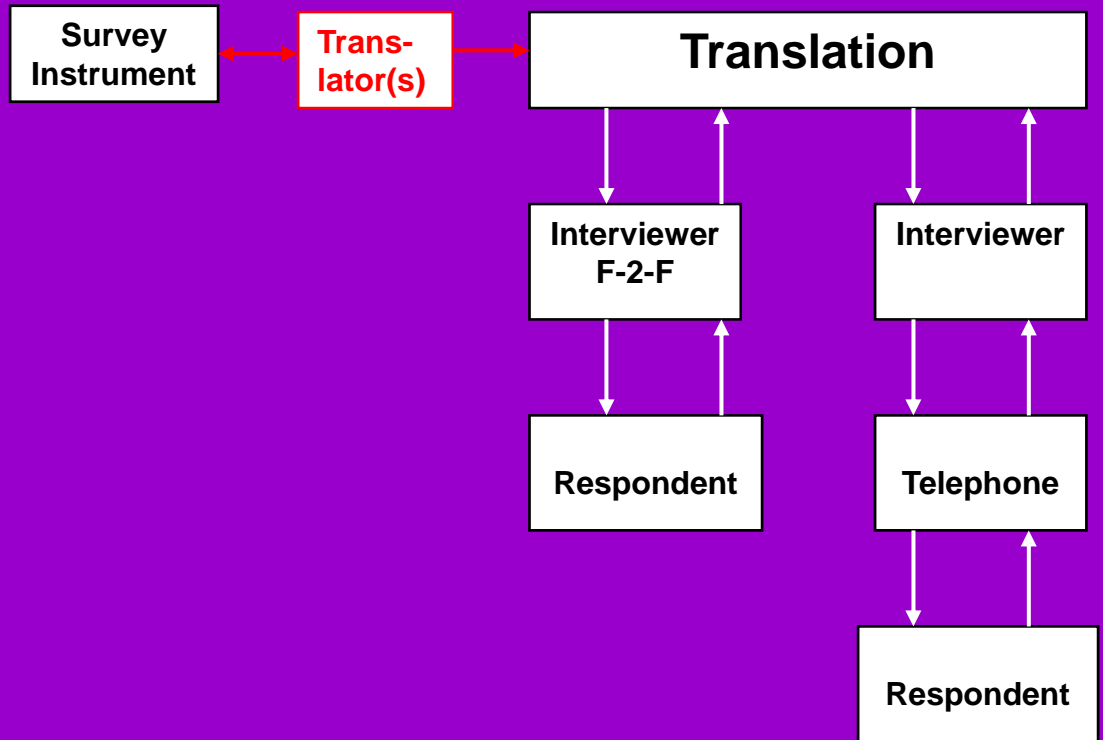 Survey
Instrument
Trans-
lator(s)
Translation
Interviewer
F-2-F
Interviewer
Respondent
Telephone
Respondent